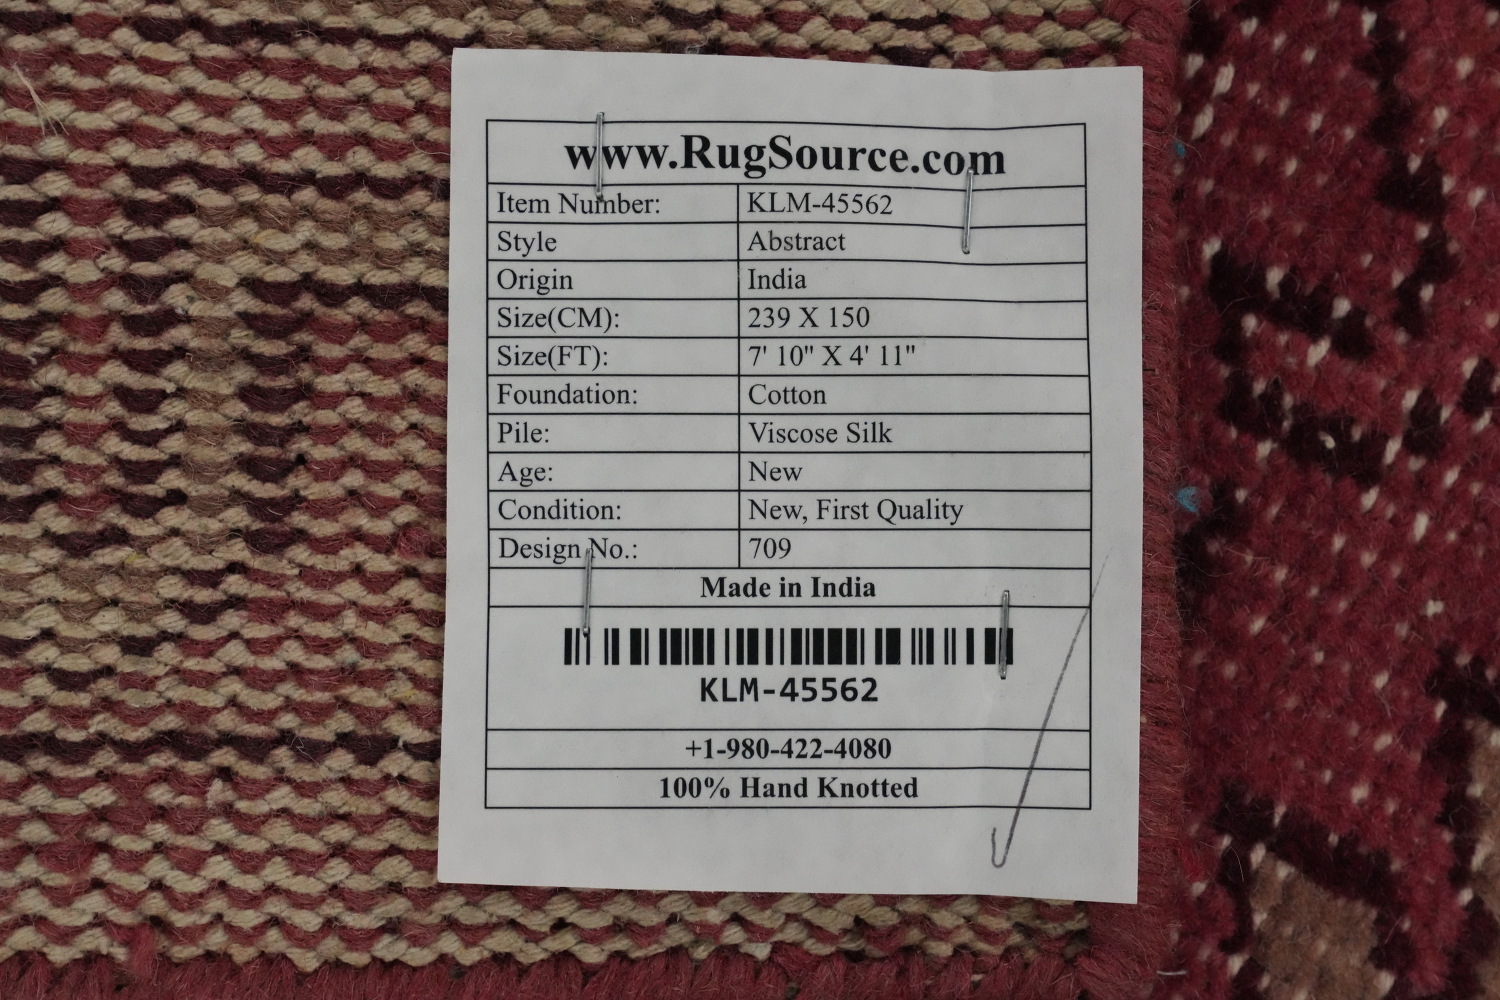 www.RugSource.com
Item Number: KLM-45562
Style Abstract
Origin India
Size(CM): 239 X 150
Size(FT): 7' 10" X 4' 11"
Foundation: Cotton
Pile: Viscose Silk
Age: New
Condition: New, First Quality
Design No.: 709
Made in India
KLM-45562
+1-980-422-4080
100% Hand Knotted